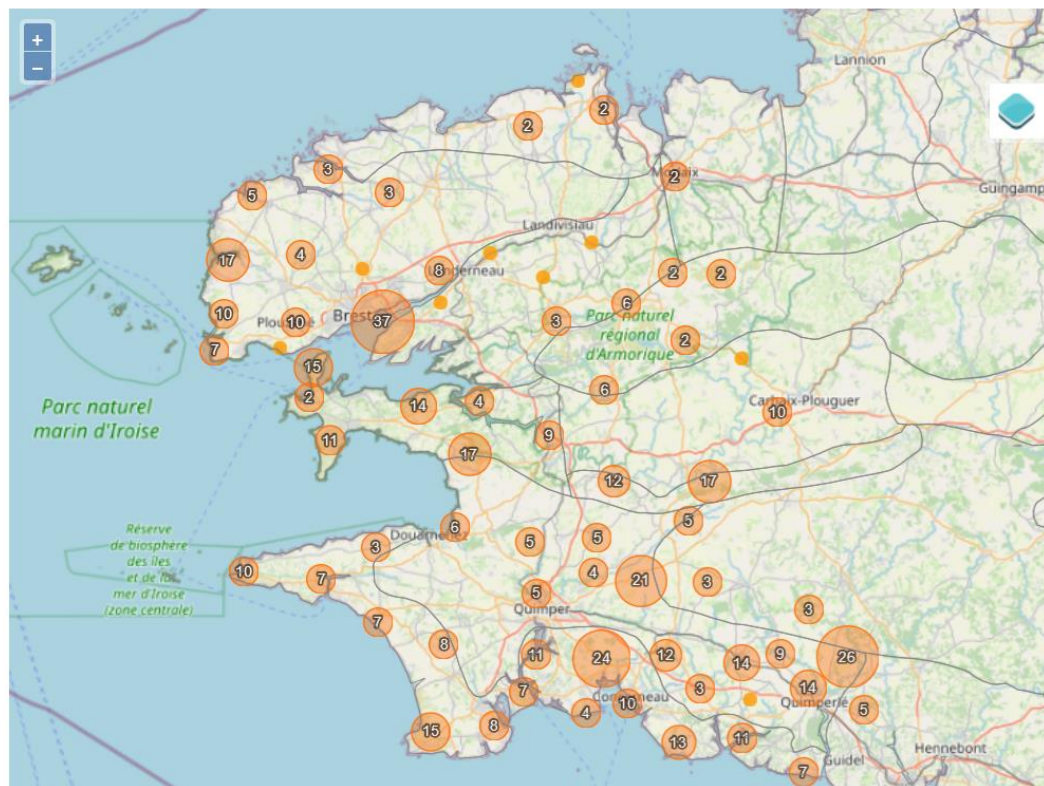 +
−
Lannion
2
2
3
2
3
5
Guingamp
Landivisiau
4
17
8
2
2
6
10
10
Brest
37
3
Parc naturel
régional
d'Armorique
2
7
15
6
2
14
4
Carhaix-Plouguer
10
Parc naturel
marin d'Iroise
11
9
17
12
17
5
6
Réserve
de biosphère
des îles
et de la
mer d'Iroise
(zone centrale)
Douarnenez
3
5
5
10
7
4
21
3
5
Quimper
3
7
8
11
24
12
14
9
26
7
3
14
Quimperlé
Concarneau
10
4
5
15
8
13
11
Hennebont
Guidel
7